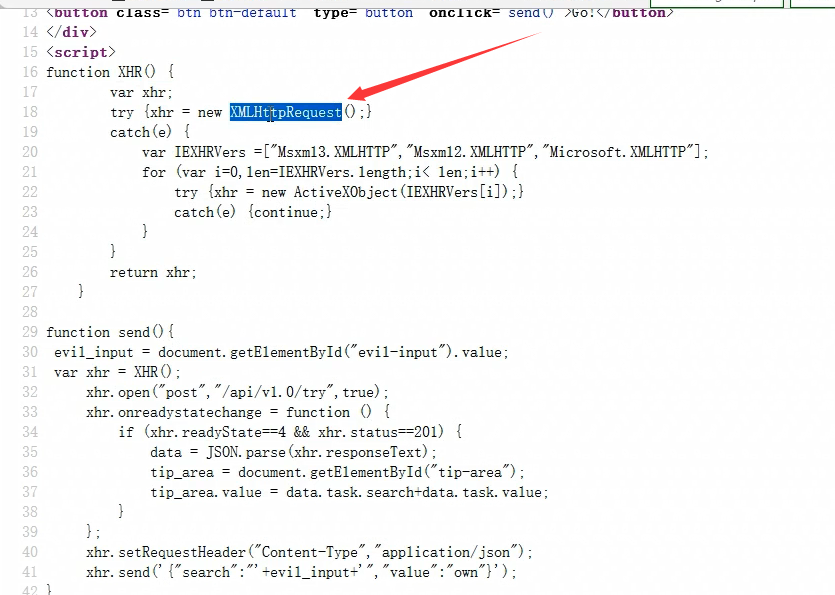 13 <button class="btn btn-default" type="button" onclick="send()">Go!</button>
14 </div>
15 <script>
16 function XHR() {
17 var xhr;
18 try {xhr = new XMLHttpRequest();}
19 catch(e) {
20 var IEXHRVers =["Msxml3.XMLHTTP","Msxml2.XMLHTTP","Microsoft.XMLHTTP"];
21 for (var i=0,len=IEXHRVers.length;i< len;i++) {
22 try {xhr = new ActiveXObject(IEXHRVers[i]);}
23 catch(e) {continue;}
24 }
25 }
26 return xhr;
27 }
28
29 function send(){
30 evil_input = document.getElementById("evil-input").value;
31 var xhr = XHR();
32 xhr.open("post","/api/v1.0/try",true);
33 xhr.onreadystatechange = function () {
34 if (xhr.readyState==4 && xhr.status==201) {
35 data = JSON.parse(xhr.responseText);
36 tip_area = document.getElementById("tip-area");
37 tip_area.value = data.task.search+data.task.value;
38 }
39 };
40 xhr.setRequestHeader("Content-Type","application/json");
41 xhr.send('{"search":"'+evil_input+'","value":"own"}');
42 }